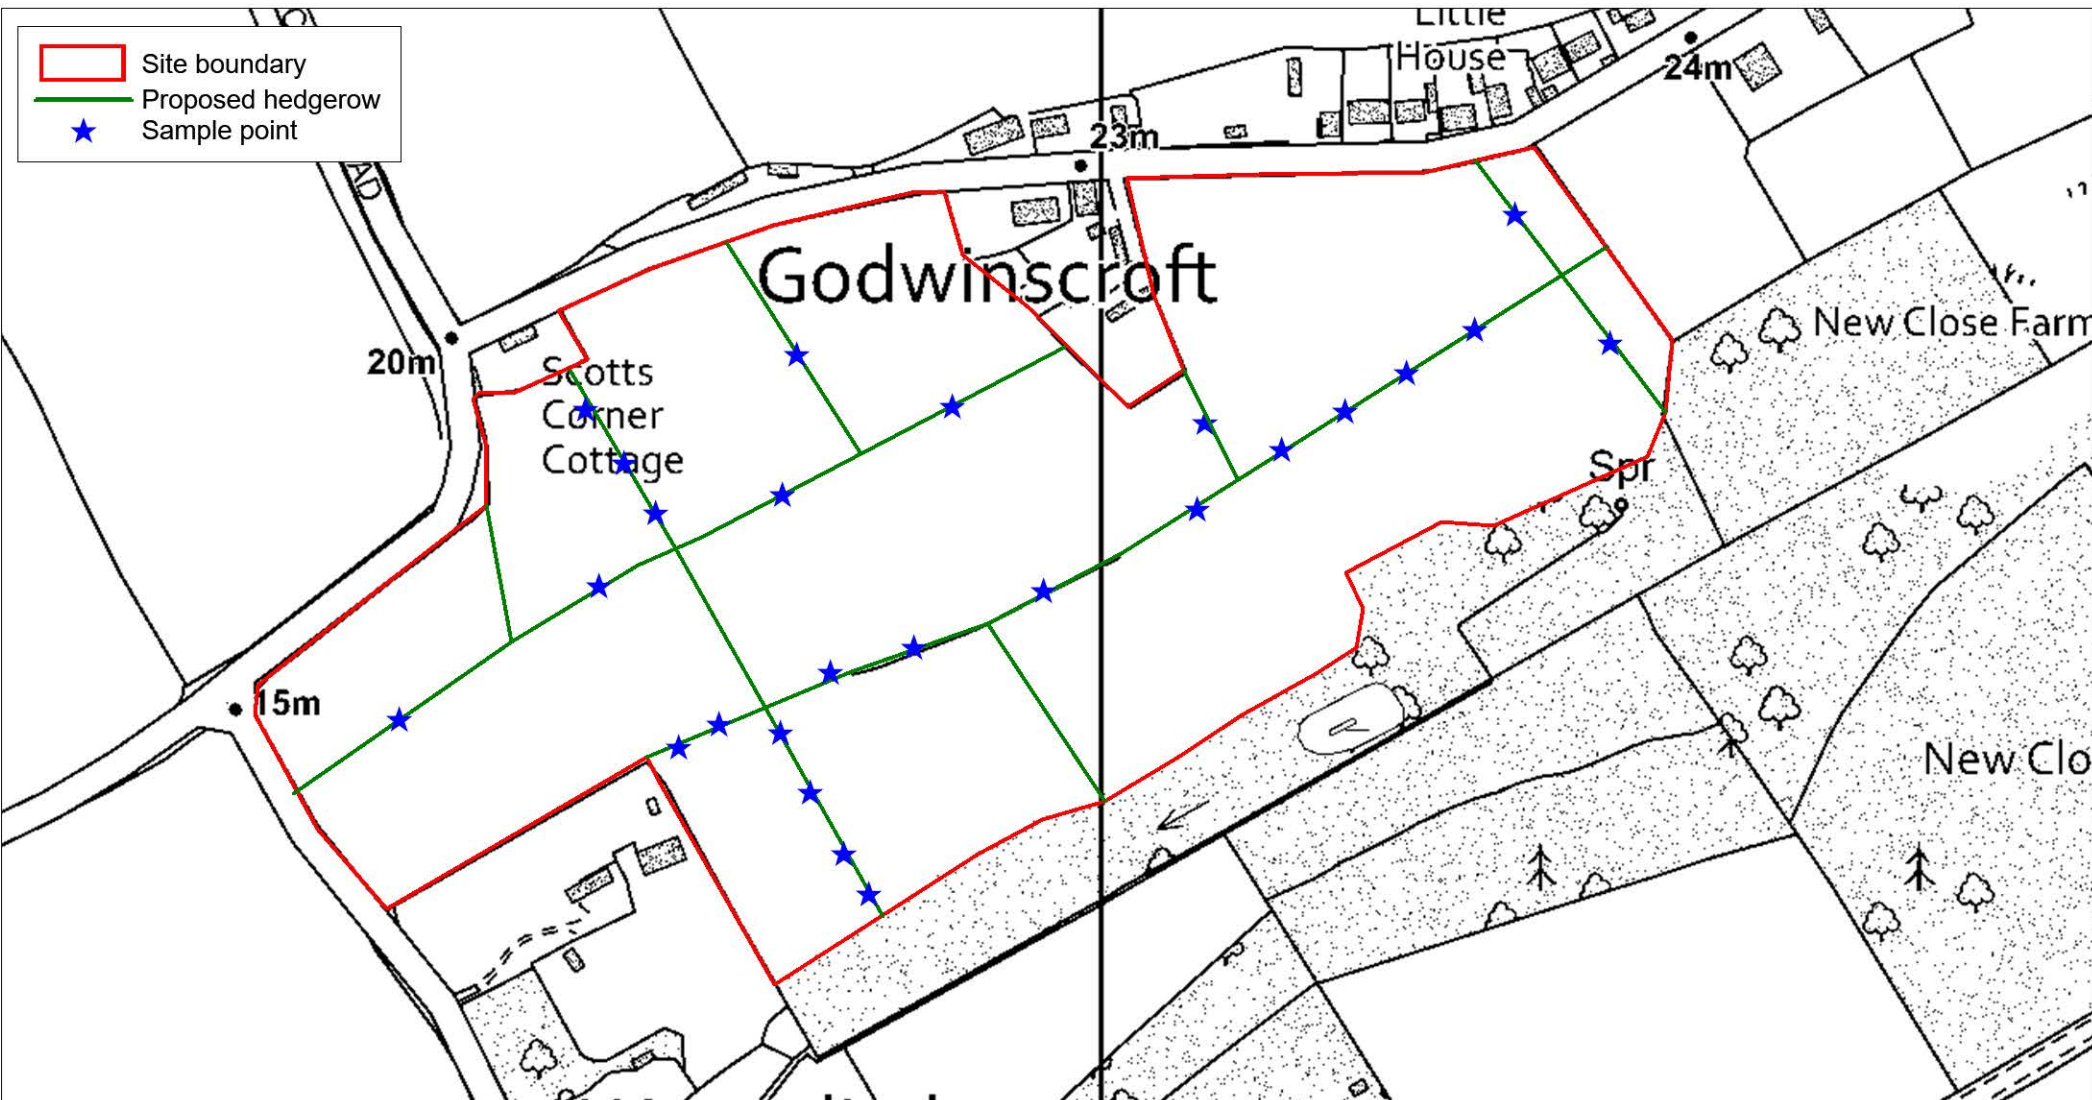 Site boundary
Proposed hedgerow
Sample point
Little
House
24m
23m
AD
Godwinscroft
20m
Scotts
Corner
Cottage
New Close Farm
Spr
15m
New Clo